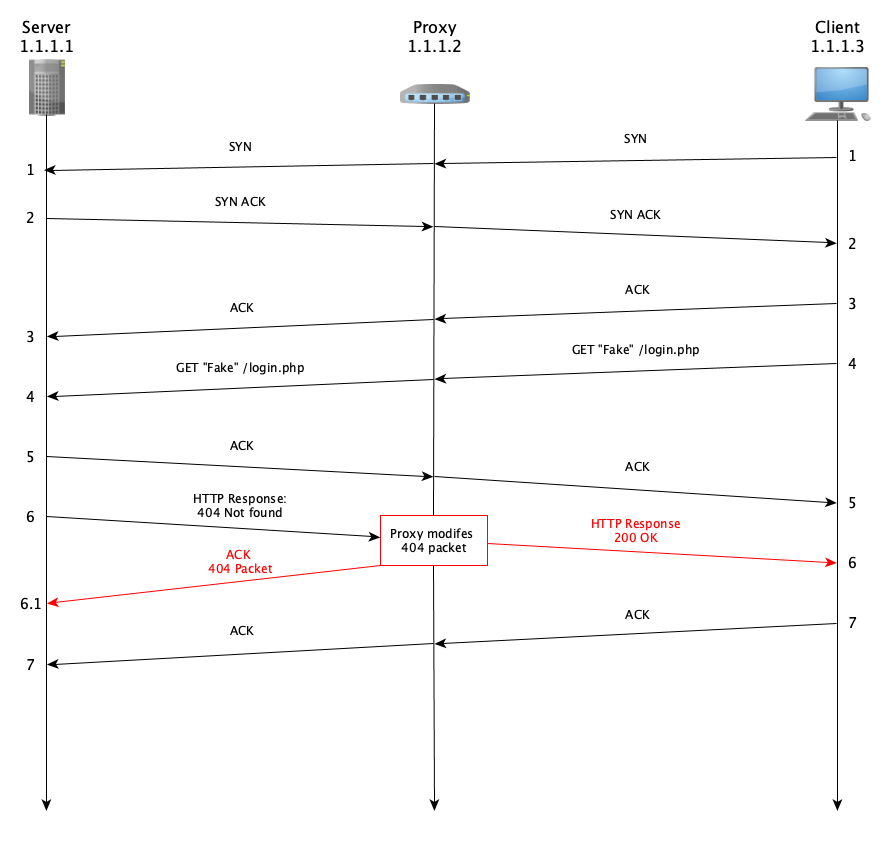 Server
1.1.1.1
Proxy
1.1.1.2
Client
1.1.1.3
SYN
SYN
1
1
SYN ACK
SYN ACK
2
2
ACK
ACK
3
3
GET "Fake" /login.php
GET "Fake" /login.php
4
4
ACK
ACK
5
5
HTTP Response:
404 Not found
6
Proxy modifes
404 packet
HTTP Response
200 OK
6
ACK
404 Packet
6.1
ACK
ACK
7
7